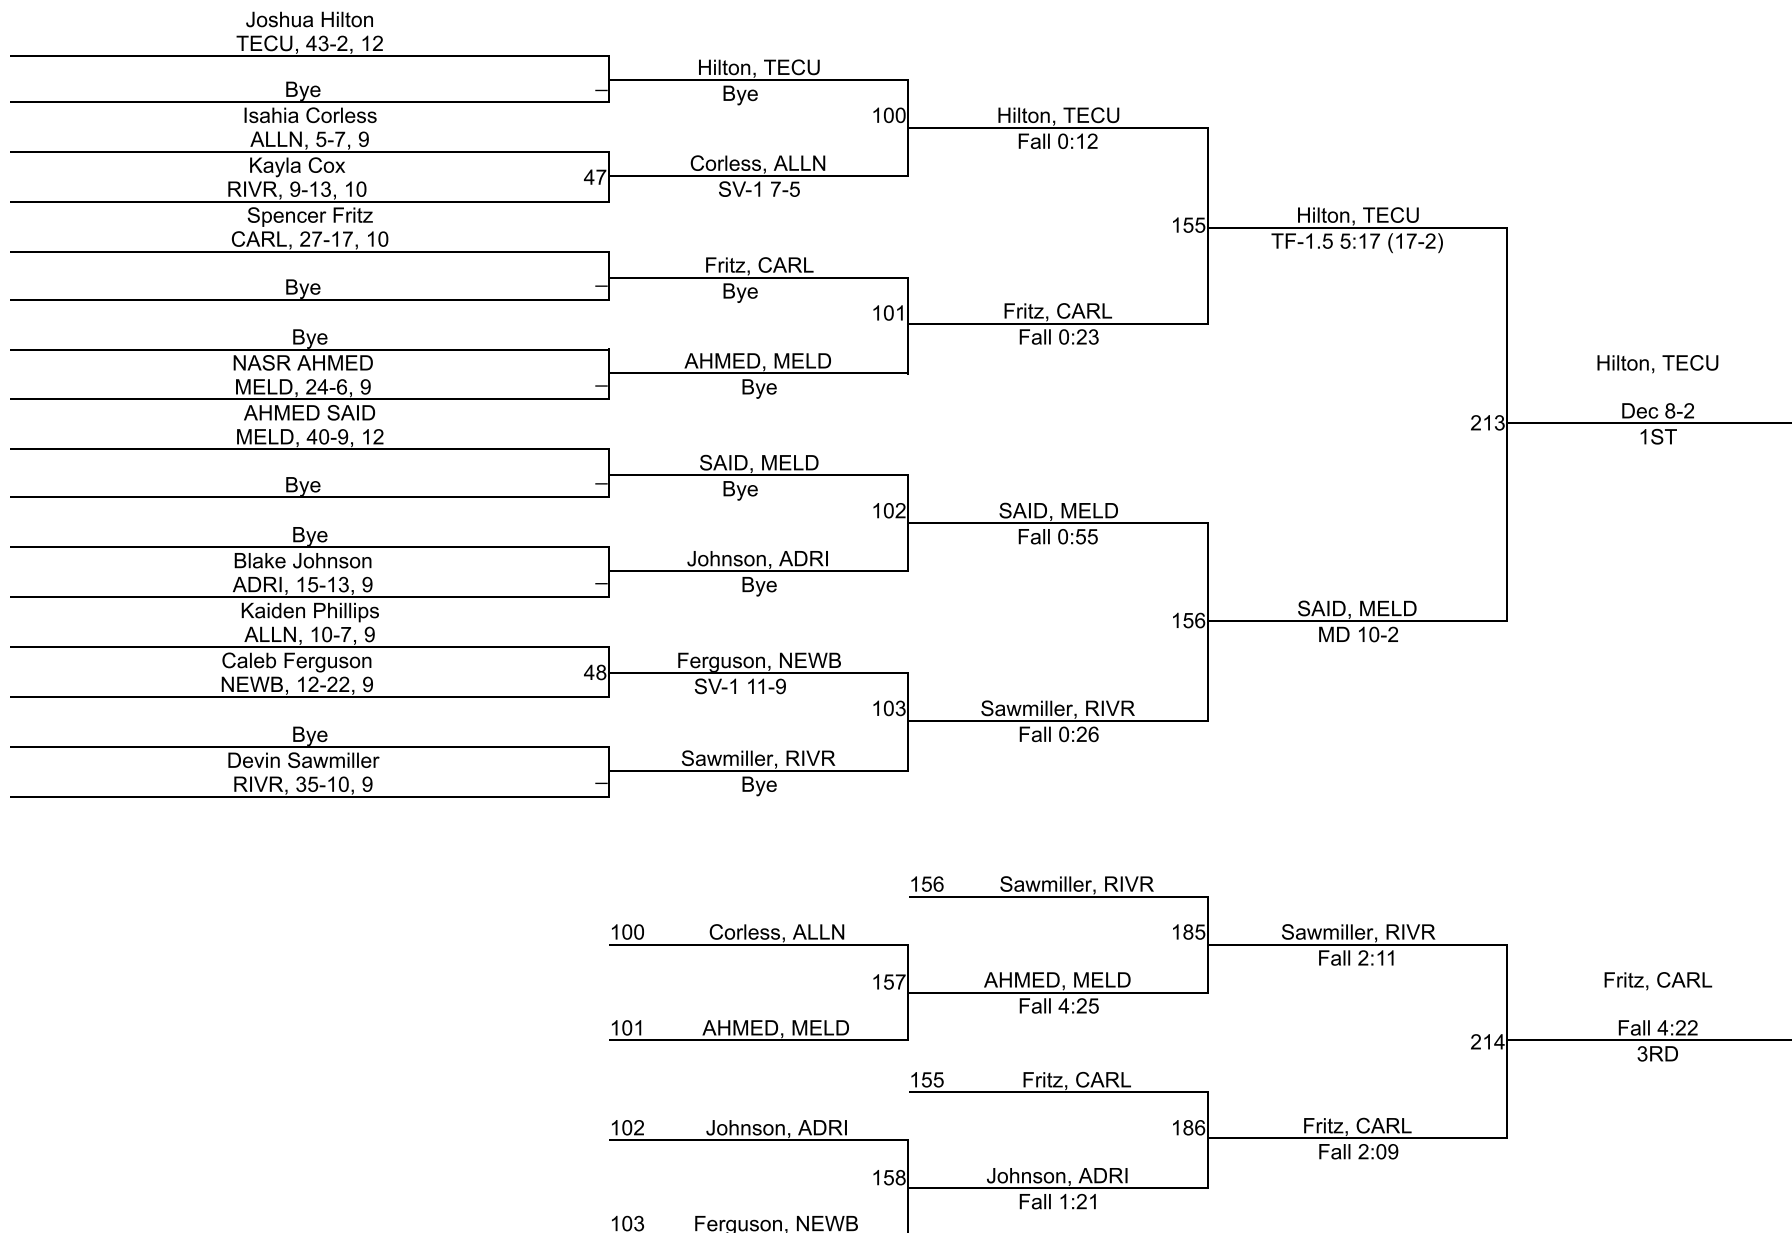 Joshua Hilton
TECU, 43-2, 12
Bye
–
Isahia Corless
ALLN, 5-7, 9
Kayla Cox
RIVR, 9-13, 10
47
Spencer Fritz
CARL, 27-17, 10
Bye
–
Bye
NASR AHMED
MELD, 24-6, 9
–
AHMED SAID
MELD, 40-9, 12
Bye
–
Bye
Blake Johnson
ADRI, 15-13, 9
–
Kaiden Phillips
ALLN, 10-7, 9
Caleb Ferguson
NEWB, 12-22, 9
48
Bye
Devin Sawmiller
RIVR, 35-10, 9
–
Hilton, TECU
Bye
100
Corless, ALLN
SV-1 7-5
Fritz, CARL
Bye
101
AHMED, MELD
Bye
SAID, MELD
Bye
102
Johnson, ADRI
Bye
Ferguson, NEWB
SV-1 11-9
103
Sawmiller, RIVR
Bye
Hilton, TECU
Fall 0:12
155
Fritz, CARL
Fall 0:23
SAID, MELD
Fall 0:55
156
Sawmiller, RIVR
Fall 0:26
Hilton, TECU
TF-1.5 5:17 (17-2)
213
SAID, MELD
MD 10-2
Hilton, TECU
Dec 8-2
1ST
156 Sawmiller, RIVR
100 Corless, ALLN
157
101 AHMED, MELD
AHMED, MELD
Fall 4:25
185
155 Fritz, CARL
102 Johnson, ADRI
158
103 Ferguson, NEWB
Johnson, ADRI
Fall 1:21
186
Sawmiller, RIVR
Fall 2:11
214
Fritz, CARL
Fall 2:09
Fritz, CARL
Fall 4:22
3RD